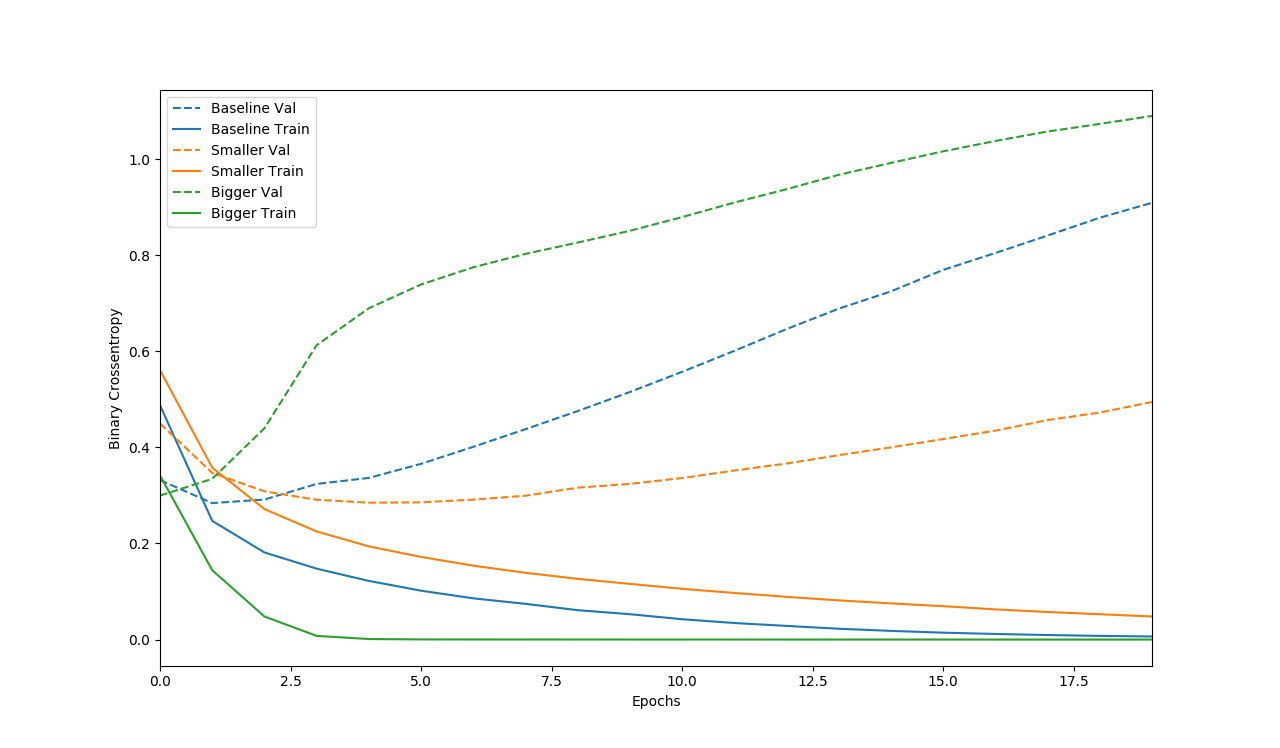 Baseline Val
Baseline Train
Smaller Val
Smaller Train
Bigger Val
Bigger Train
1.0
0.8
0.6
0.4
0.2
0.0
Binary Crossentropy
0.0 2.5 5.0 7.5 10.0 12.5 15.0 17.5
Epochs